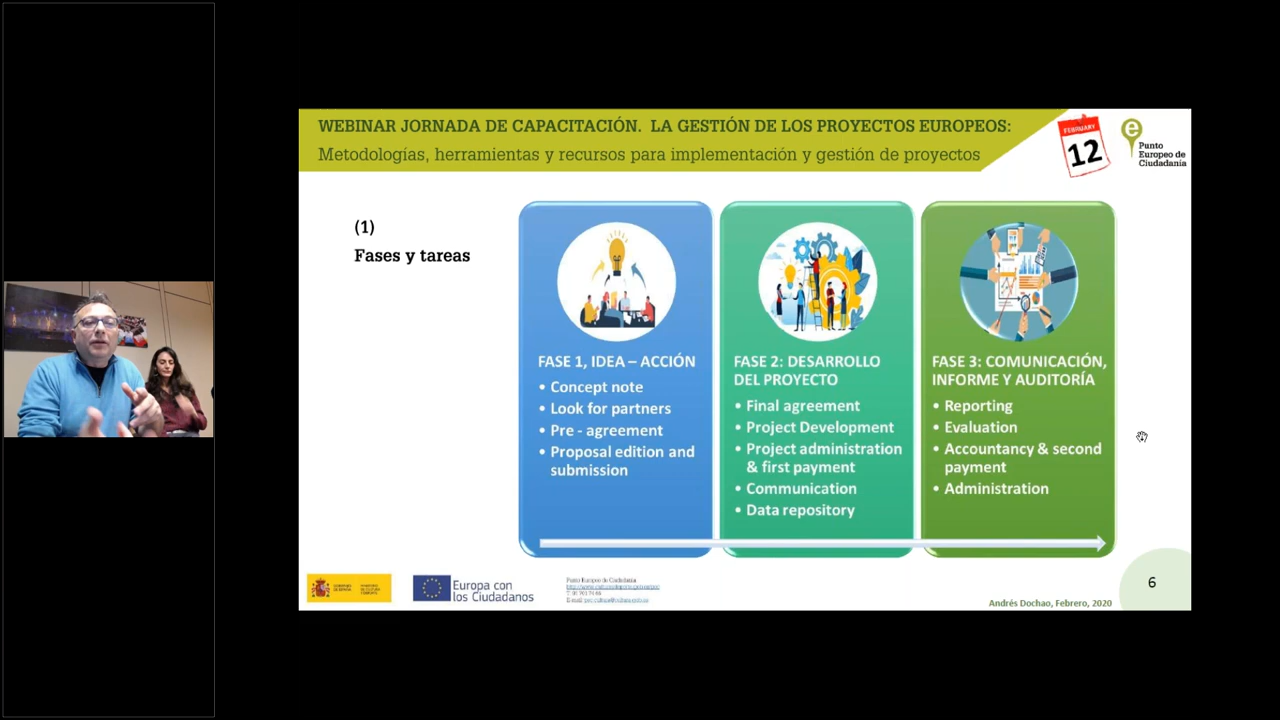 WEBINAR JORNADA DE CAPACITACIÓN. LA GESTIÓN DE LOS PROYECTOS EUROPEOS:
Metodologías, herramientas y recursos para implementación y gestión de proyectos
FEBRUARY
12
e
Punto
Europeo de
Ciudadanía
(1)
Fases y tareas
FASE 1, IDEA – ACCIÓN
• Concept note
• Look for partners
• Pre - agreement
• Proposal edition and
submission
FASE 2: DESARROLLO
DEL PROYECTO
• Final agreement
• Project Development
• Project administration
& first payment
• Communication
• Data repository
FASE 3: COMUNICACIÓN,
INFORME Y AUDITORÍA
• Reporting
• Evaluation
• Accountancy & second
payment
• Administration
Europa con
los Ciudadanos
Punto Europeo de Ciudadanía
Andrés Dochao, Febrero, 2020
6